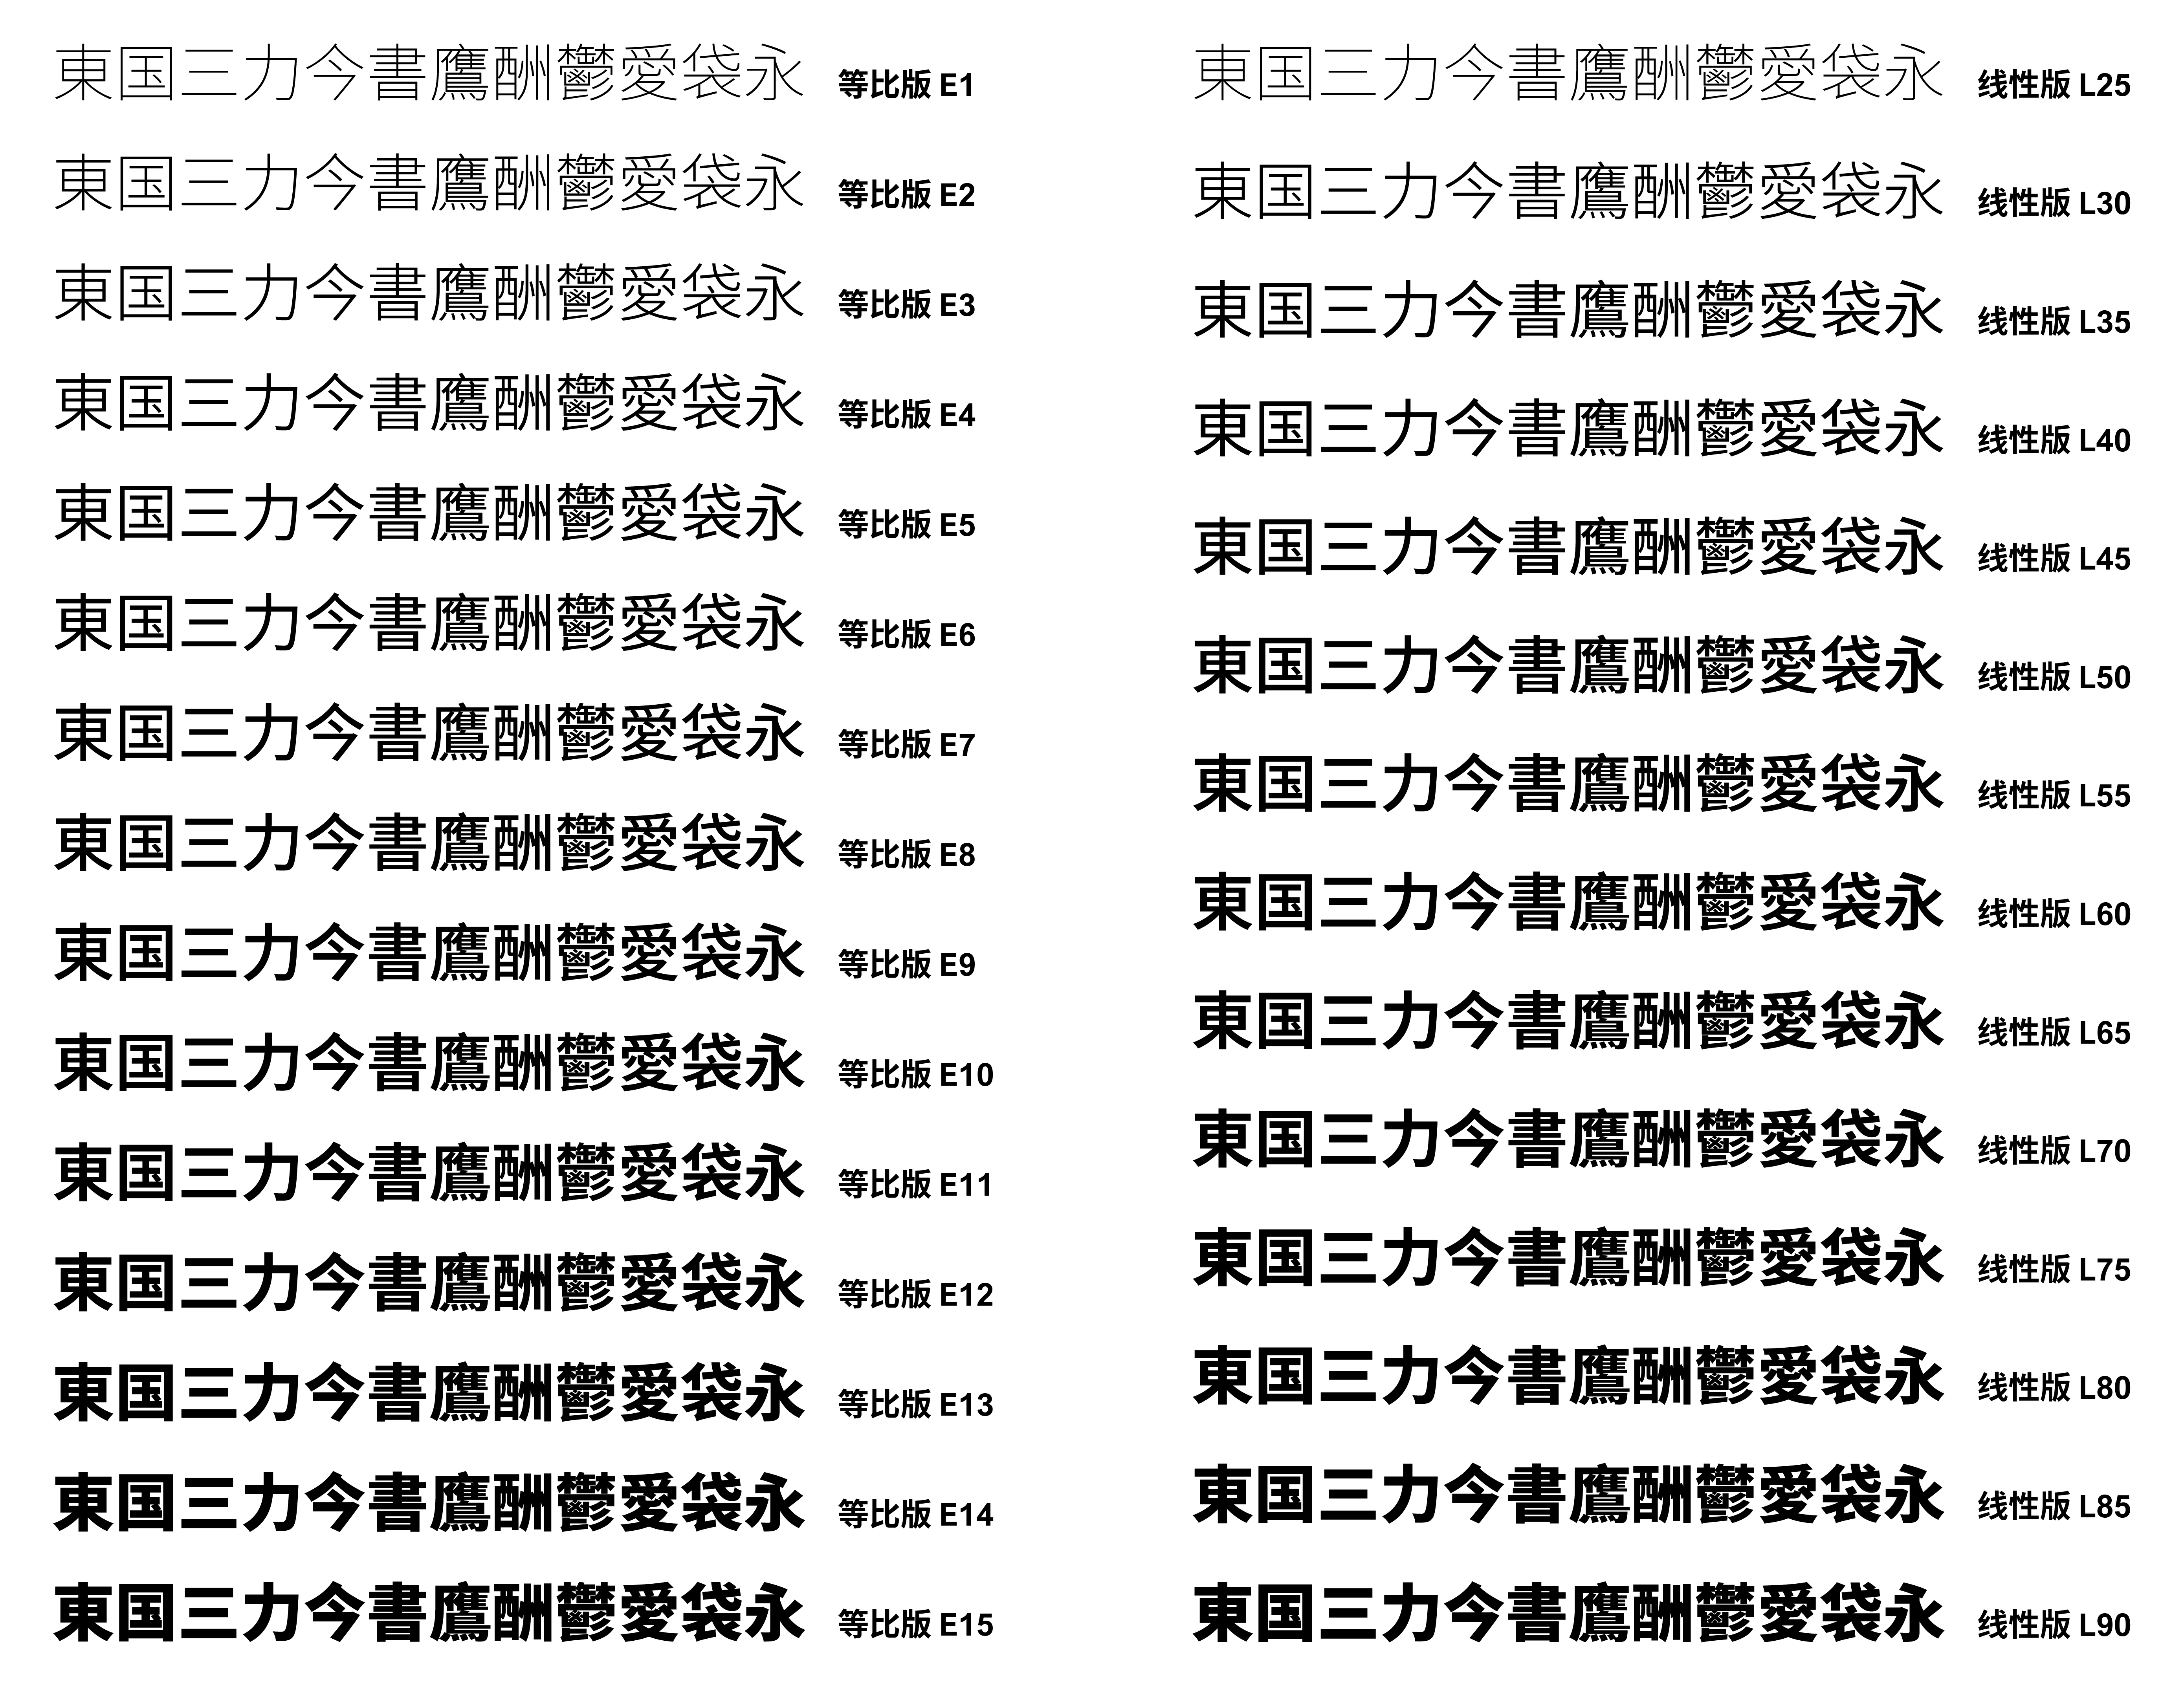 東国三力今書鷹酬鬱愛袋永 等比版 E1
東国三力今書鷹酬鬱愛袋永 等比版 E2
東国三力今書鷹酬鬱愛袋永 等比版 E3
東国三力今書鷹酬鬱愛袋永 等比版 E4
東国三力今書鷹酬鬱愛袋永 等比版 E5
東国三力今書鷹酬鬱愛袋永 等比版 E6
東国三力今書鷹酬鬱愛袋永 等比版 E7
東国三力今書鷹酬鬱愛袋永 等比版 E8
東国三力今書鷹酬鬱愛袋永 等比版 E9
東国三力今書鷹酬鬱愛袋永 等比版 E10
東国三力今書鷹酬鬱愛袋永 等比版 E11
東国三力今書鷹酬鬱愛袋永 等比版 E12
東国三力今書鷹酬鬱愛袋永 等比版 E13
東国三力今書鷹酬鬱愛袋永 等比版 E14
東国三力今書鷹酬鬱愛袋永 等比版 E15
東国三力今書鷹酬鬱愛袋永 线性版 L25
東国三力今書鷹酬鬱愛袋永 线性版 L30
東国三力今書鷹酬鬱愛袋永 线性版 L35
東国三力今書鷹酬鬱愛袋永 线性版 L40
東国三力今書鷹酬鬱愛袋永 线性版 L45
東国三力今書鷹酬鬱愛袋永 线性版 L50
東国三力今書鷹酬鬱愛袋永 线性版 L55
東国三力今書鷹酬鬱愛袋永 线性版 L60
東国三力今書鷹酬鬱愛袋永 线性版 L65
東国三力今書鷹酬鬱愛袋永 线性版 L70
東国三力今書鷹酬鬱愛袋永 线性版 L75
東国三力今書鷹酬鬱愛袋永 线性版 L80
東国三力今書鷹酬鬱愛袋永 线性版 L85
東国三力今書鷹酬鬱愛袋永 线性版 L90